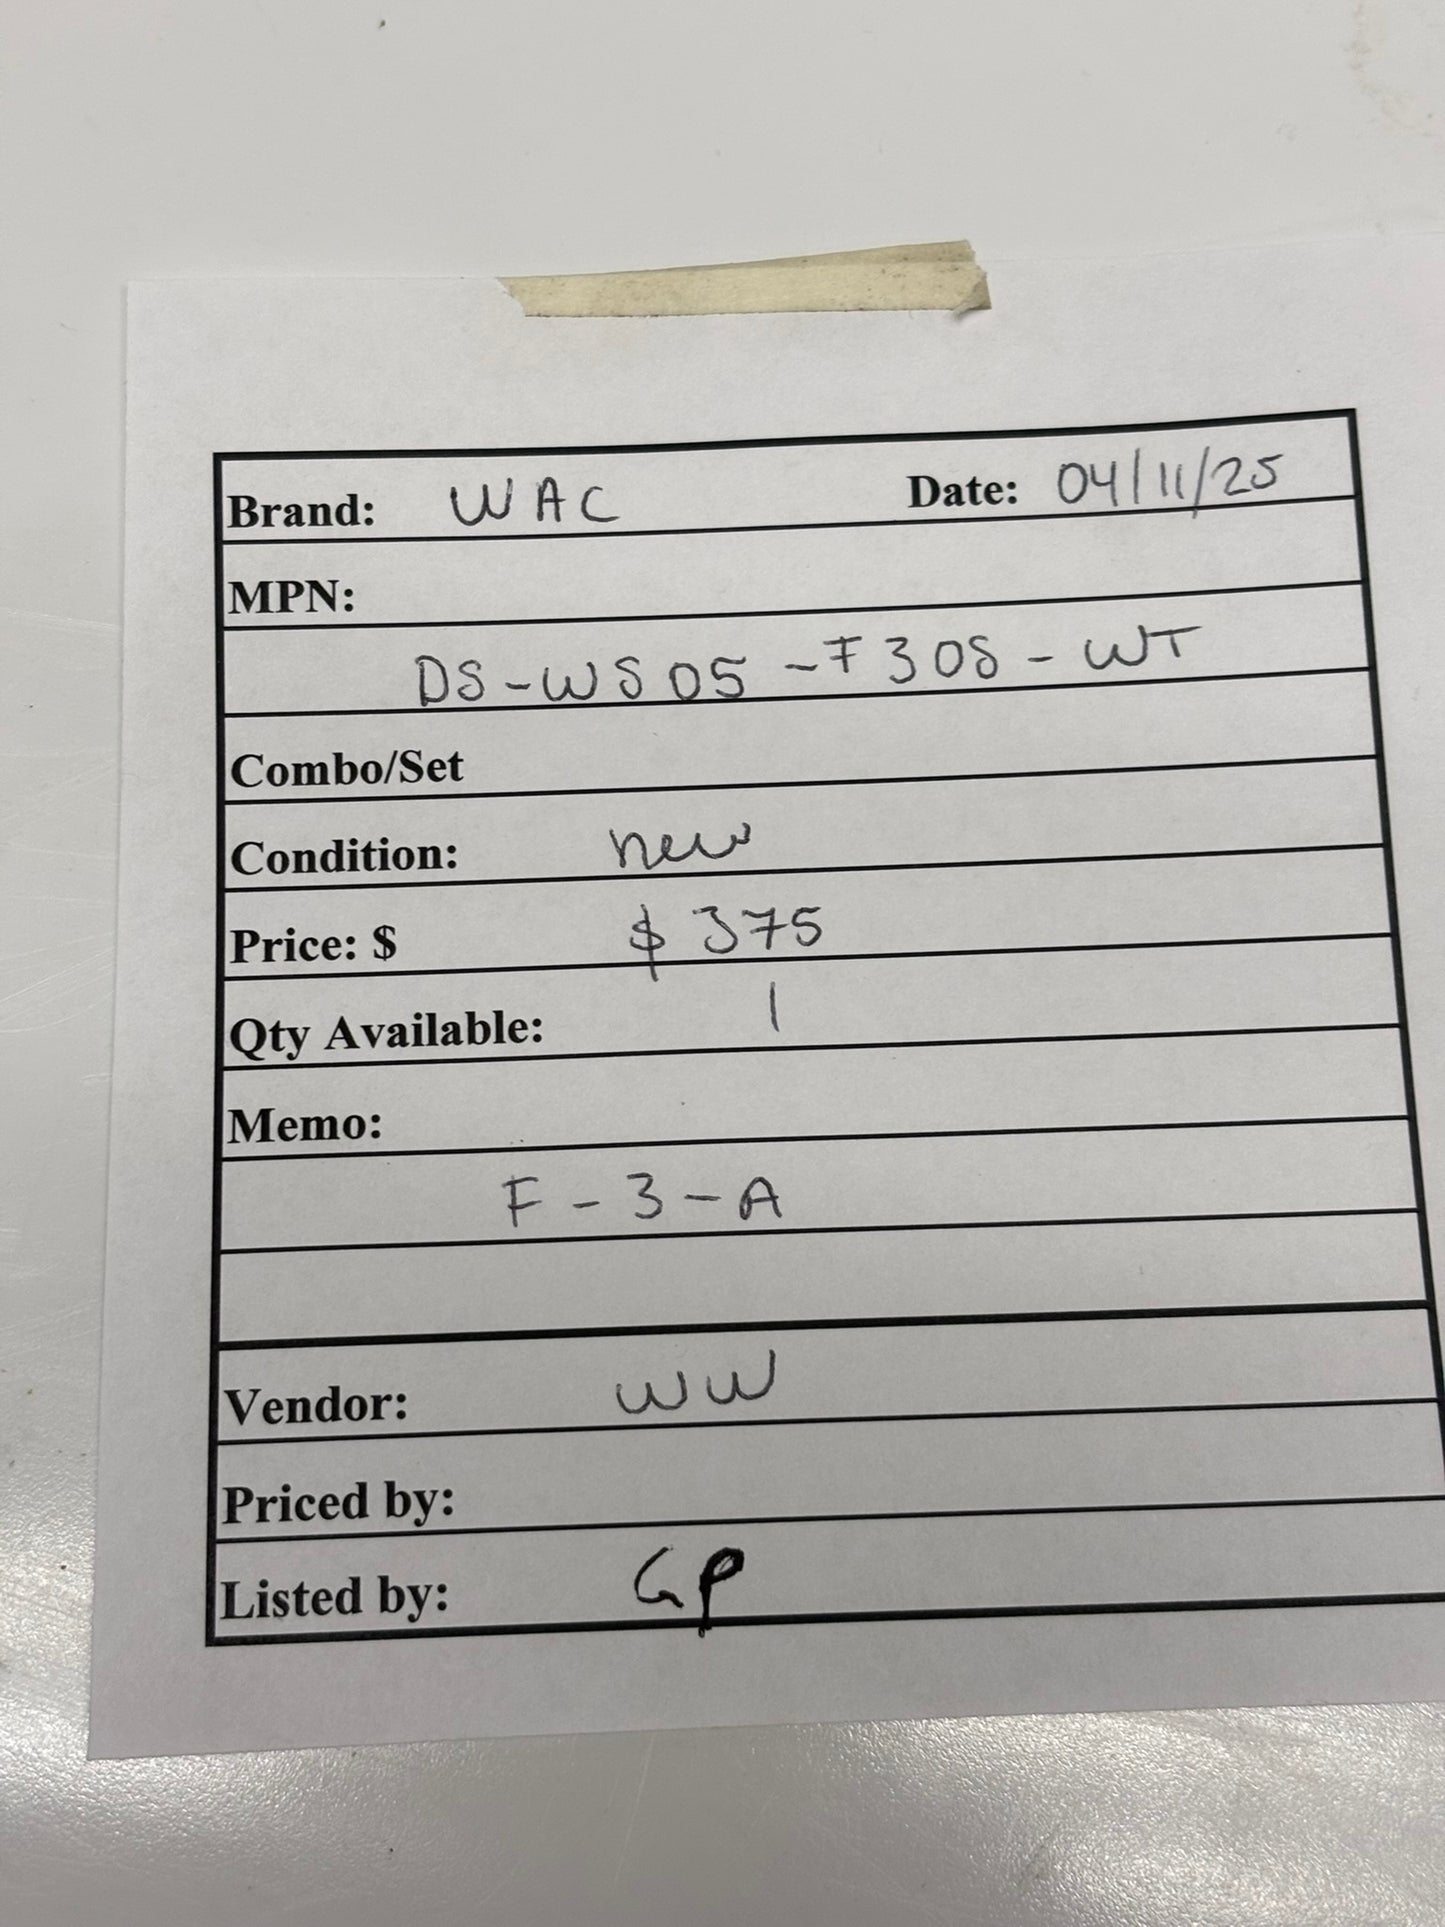 Brand: WAC Date: 04/11/25
MPN:
DS-WS05-F30S-WT
Combo/Set
Condition: new
Price: $ $375
Qty Available: 1
Memo:
F-3-A
Vendor: WW
Priced by:
Listed by: GP